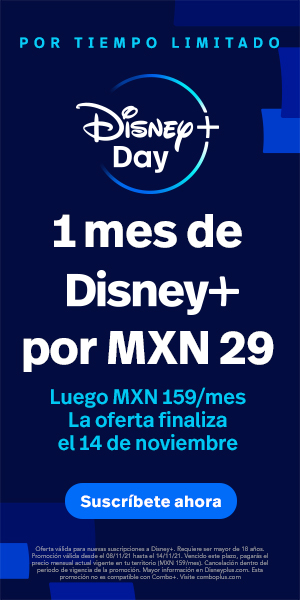 POR TIEMPO LIMITADO
Disney+
Day
1 mes de
Disney+
por MXN 29
Luego MXN 159/mes
La oferta finaliza
el 14 de noviembre
Suscríbete ahora
Oferta válida para nuevas suscripciones a Disney+. Requiere ser mayor de 18 años.
Promoción válida desde el 08/11/21 hasta el 14/11/21. Vencido este plazo, pagarás el
precio mensual actual vigente en tu territorio (MXN 159/mes). Cancelación dentro del
período de vigencia de la promoción. Mayor información en Disneyplus.com. Esta
promoción no es compatible con Combo+. Visite comboplus.com